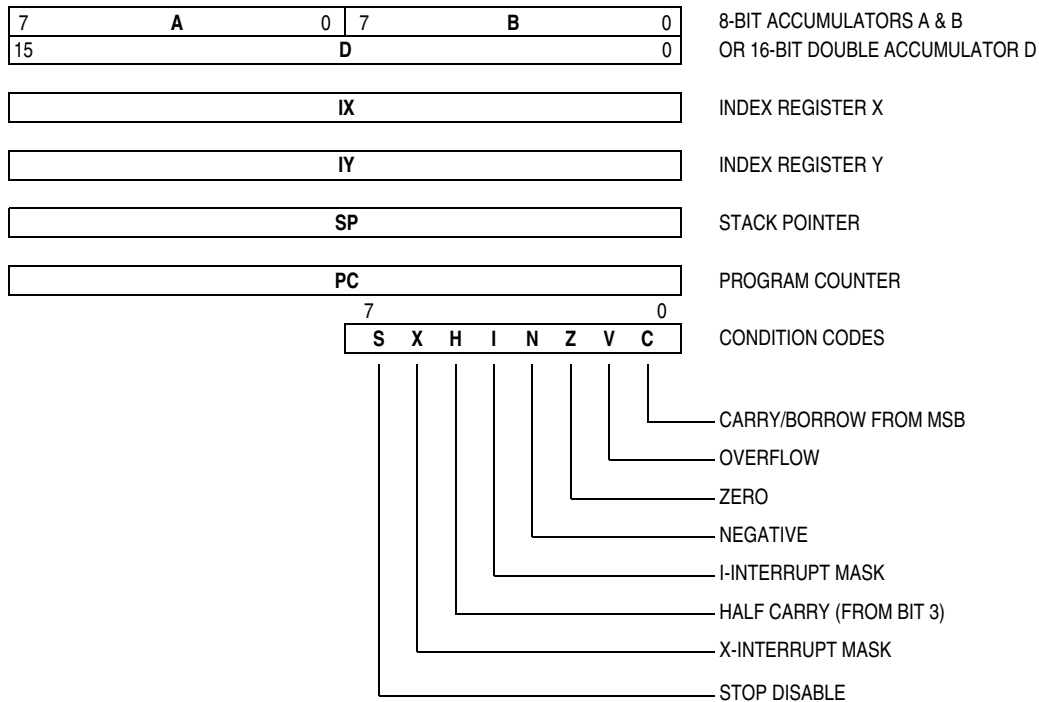 7 A 0 7 B 0 8-BIT ACCUMULATORS A & B
15 D 0 OR 16-BIT DOUBLE ACCUMULATOR D
IX INDEX REGISTER X
IY INDEX REGISTER Y
SP STACK POINTER
PC PROGRAM COUNTER
7 0
S X H I N Z V C CONDITION CODES
CARRY/BORROW FROM MSB
OVERFLOW
ZERO
NEGATIVE
I-INTERRUPT MASK
HALF CARRY (FROM BIT 3)
X-INTERRUPT MASK
STOP DISABLE